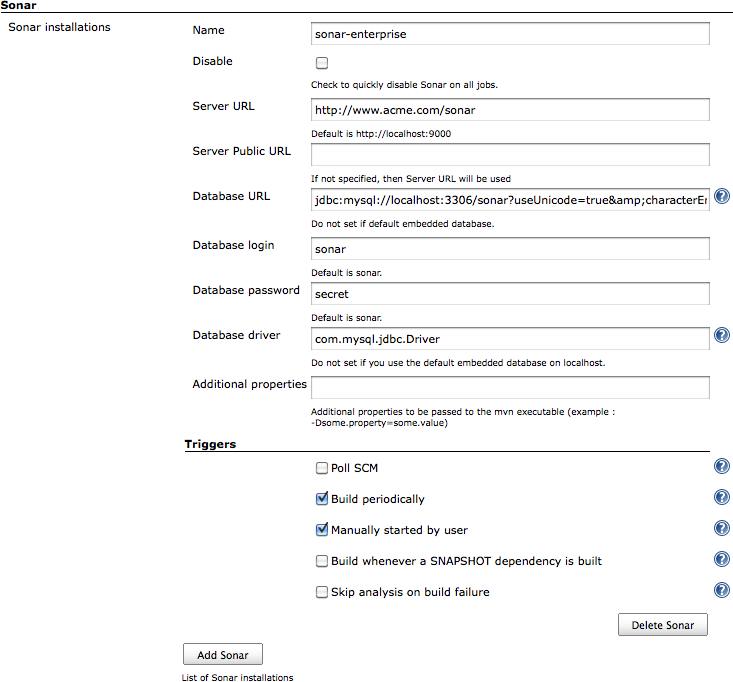 Sonar
Sonar installations
Name
sonar-enterprise
Disable
Check to quickly disable Sonar on all jobs.
Server URL
http://www.acme.com/sonar
Default is http://localhost:9000
Server Public URL
If not specified, then Server URL will be used
Database URL
jdbc:mysql://localhost:3306/sonar?useUnicode=true&amp;characterEn
Do not set if default embedded database.
Database login
sonar
Default is sonar.
Database password
secret
Default is sonar.
Database driver
com.mysql.jdbc.Driver
Do not set if you use the default embedded database on localhost.
Additional properties
Additional properties to be passed to the mvn executable (example :
-Dsome.property=some.value)
Triggers
Poll SCM
Build periodically
Manually started by user
Build whenever a SNAPSHOT dependency is built
Skip analysis on build failure
Delete Sonar
Add Sonar
List of Sonar installations